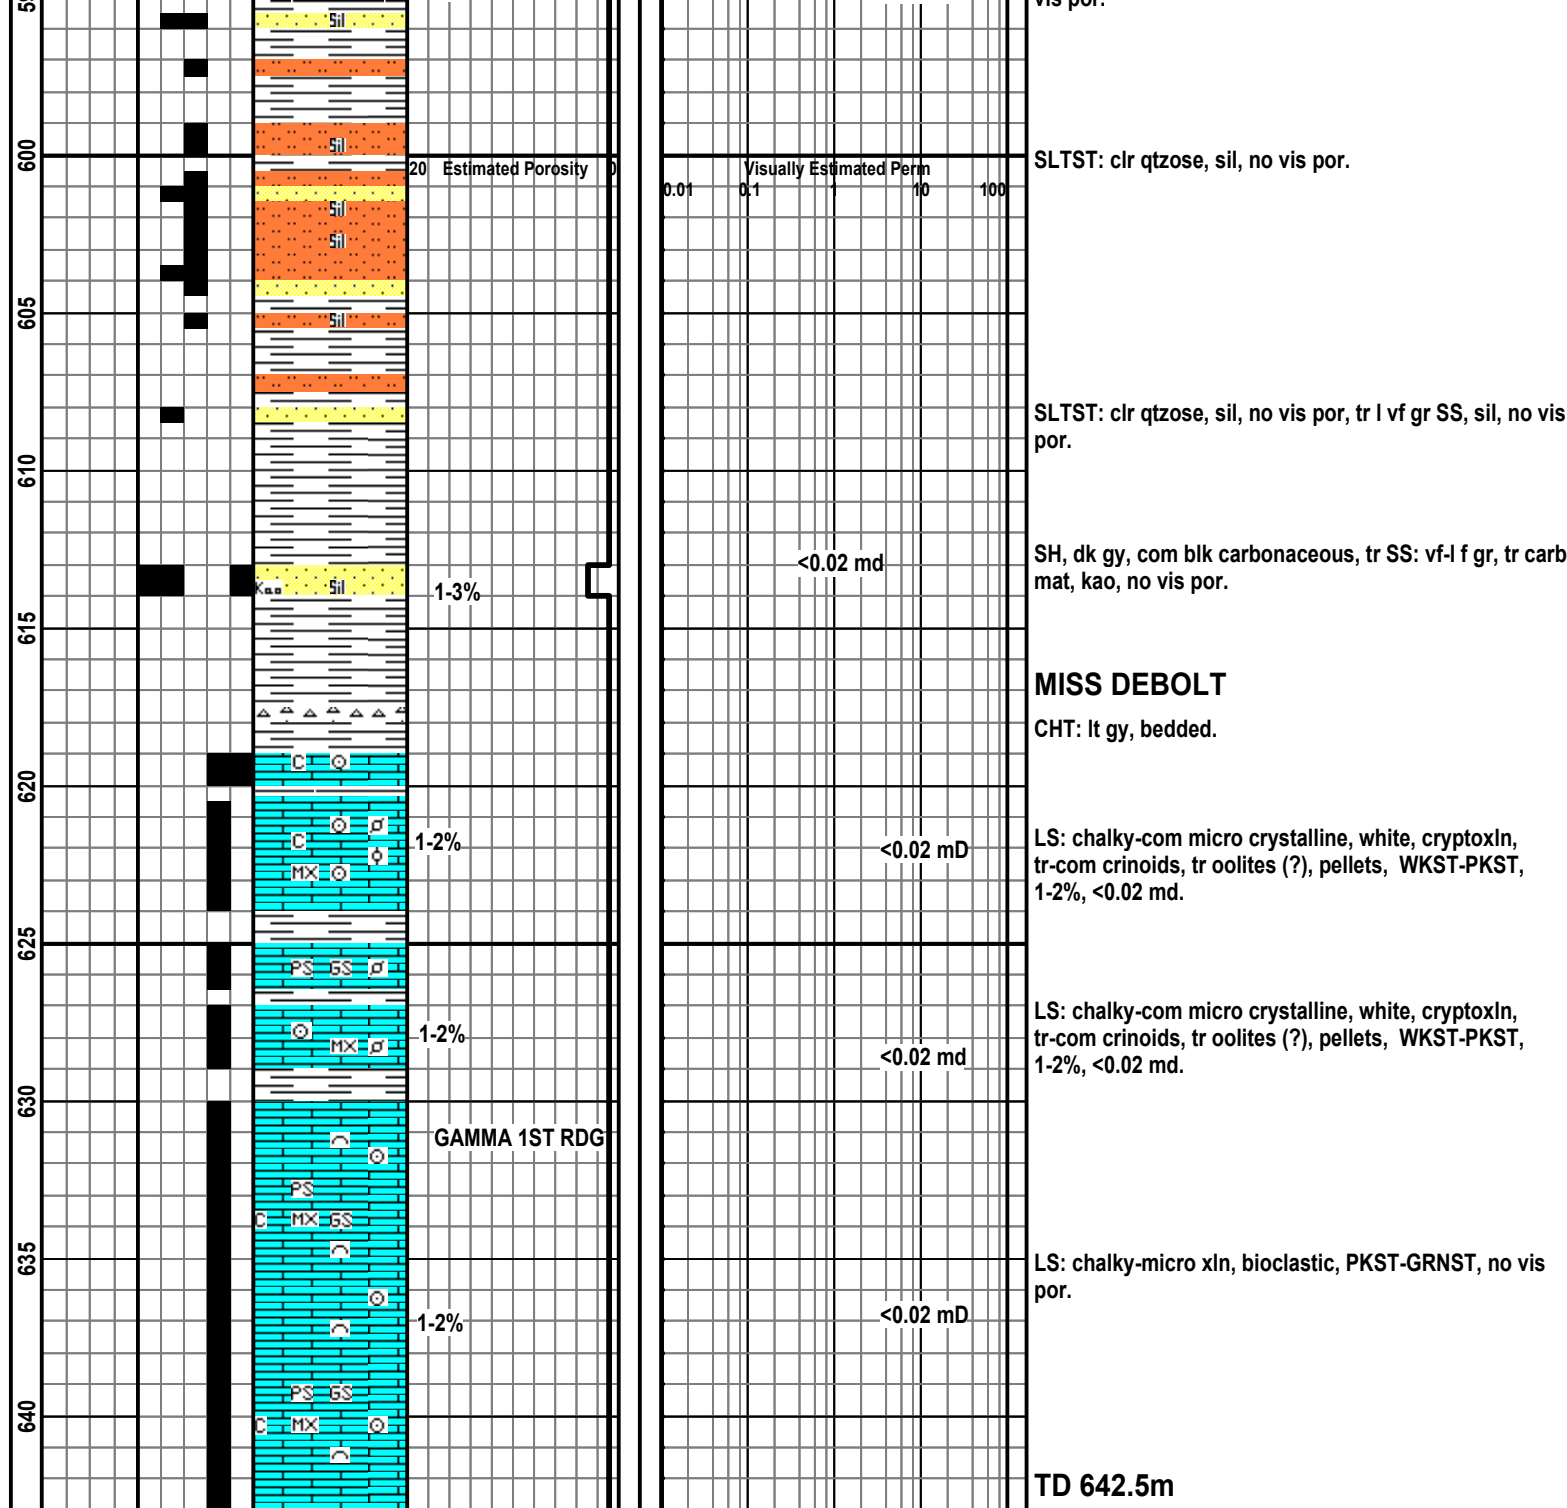 vis por.
Sil
Sil
600
20 Estimated Porosity 0
Visually Estimated Perm
0.01 0.1 1 10 100
SLTST: clr qtzose, sil, no vis por.
Sil
Sil
605
Sil
SLTST: clr qtzose, sil, no vis por, tr l vf gr SS, sil, no vis
por.
610
<0.02 md
SH, dk gy, com blk carbonaceous, tr SS: vf-l f gr, tr carb
mat, kao, no vis por.
Kao Sil
1-3%
615
MISS DEBOLT
CHT: lt gy, bedded.
C
620
C
MX
1-2%
<0.02 mD
LS: chalky-com micro crystalline, white, cryptoxln,
tr-com crinoids, tr oolites (?), pellets, WKST-PKST,
1-2%, <0.02 md.
625
PS GS
MX
1-2%
<0.02 md
LS: chalky-com micro crystalline, white, cryptoxln,
tr-com crinoids, tr oolites (?), pellets, WKST-PKST,
1-2%, <0.02 md.
630
GAMMA 1ST RDG
PS
C MX GS
635
LS: chalky-micro xln, bioclastic, PKST-GRNST, no vis
por.
1-2%
<0.02 mD
PS GS
640
C MX
TD 642.5m